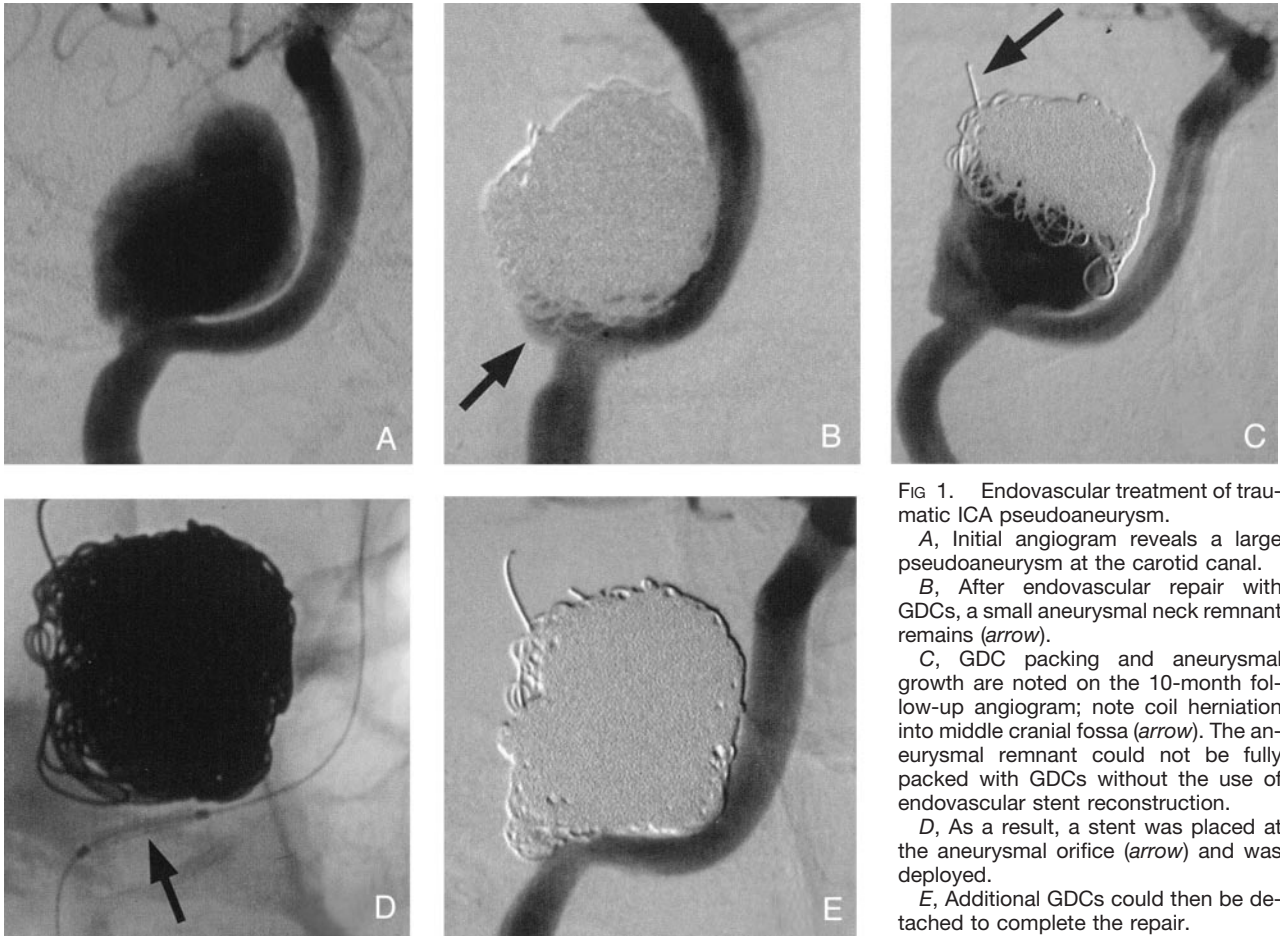 A
B
C
D
E
FIG 1. Endovascular treatment of trau-
matic ICA pseudoaneurysm.
A, Initial angiogram reveals a large
pseudoaneurysm at the carotid canal.
B, After endovascular repair with
GDCs, a small aneurysmal neck remnant
remains (arrow).
C, GDC packing and aneurysmal
growth are noted on the 10-month fol-
low-up angiogram; note coil herniation
into middle cranial fossa (arrow). The an-
eurysmal remnant could not be fully
packed with GDCs without the use of
endovascular stent reconstruction.
D, As a result, a stent was placed at
the aneurysmal orifice (arrow) and was
deployed.
E, Additional GDCs could then be de-
tached to complete the repair.